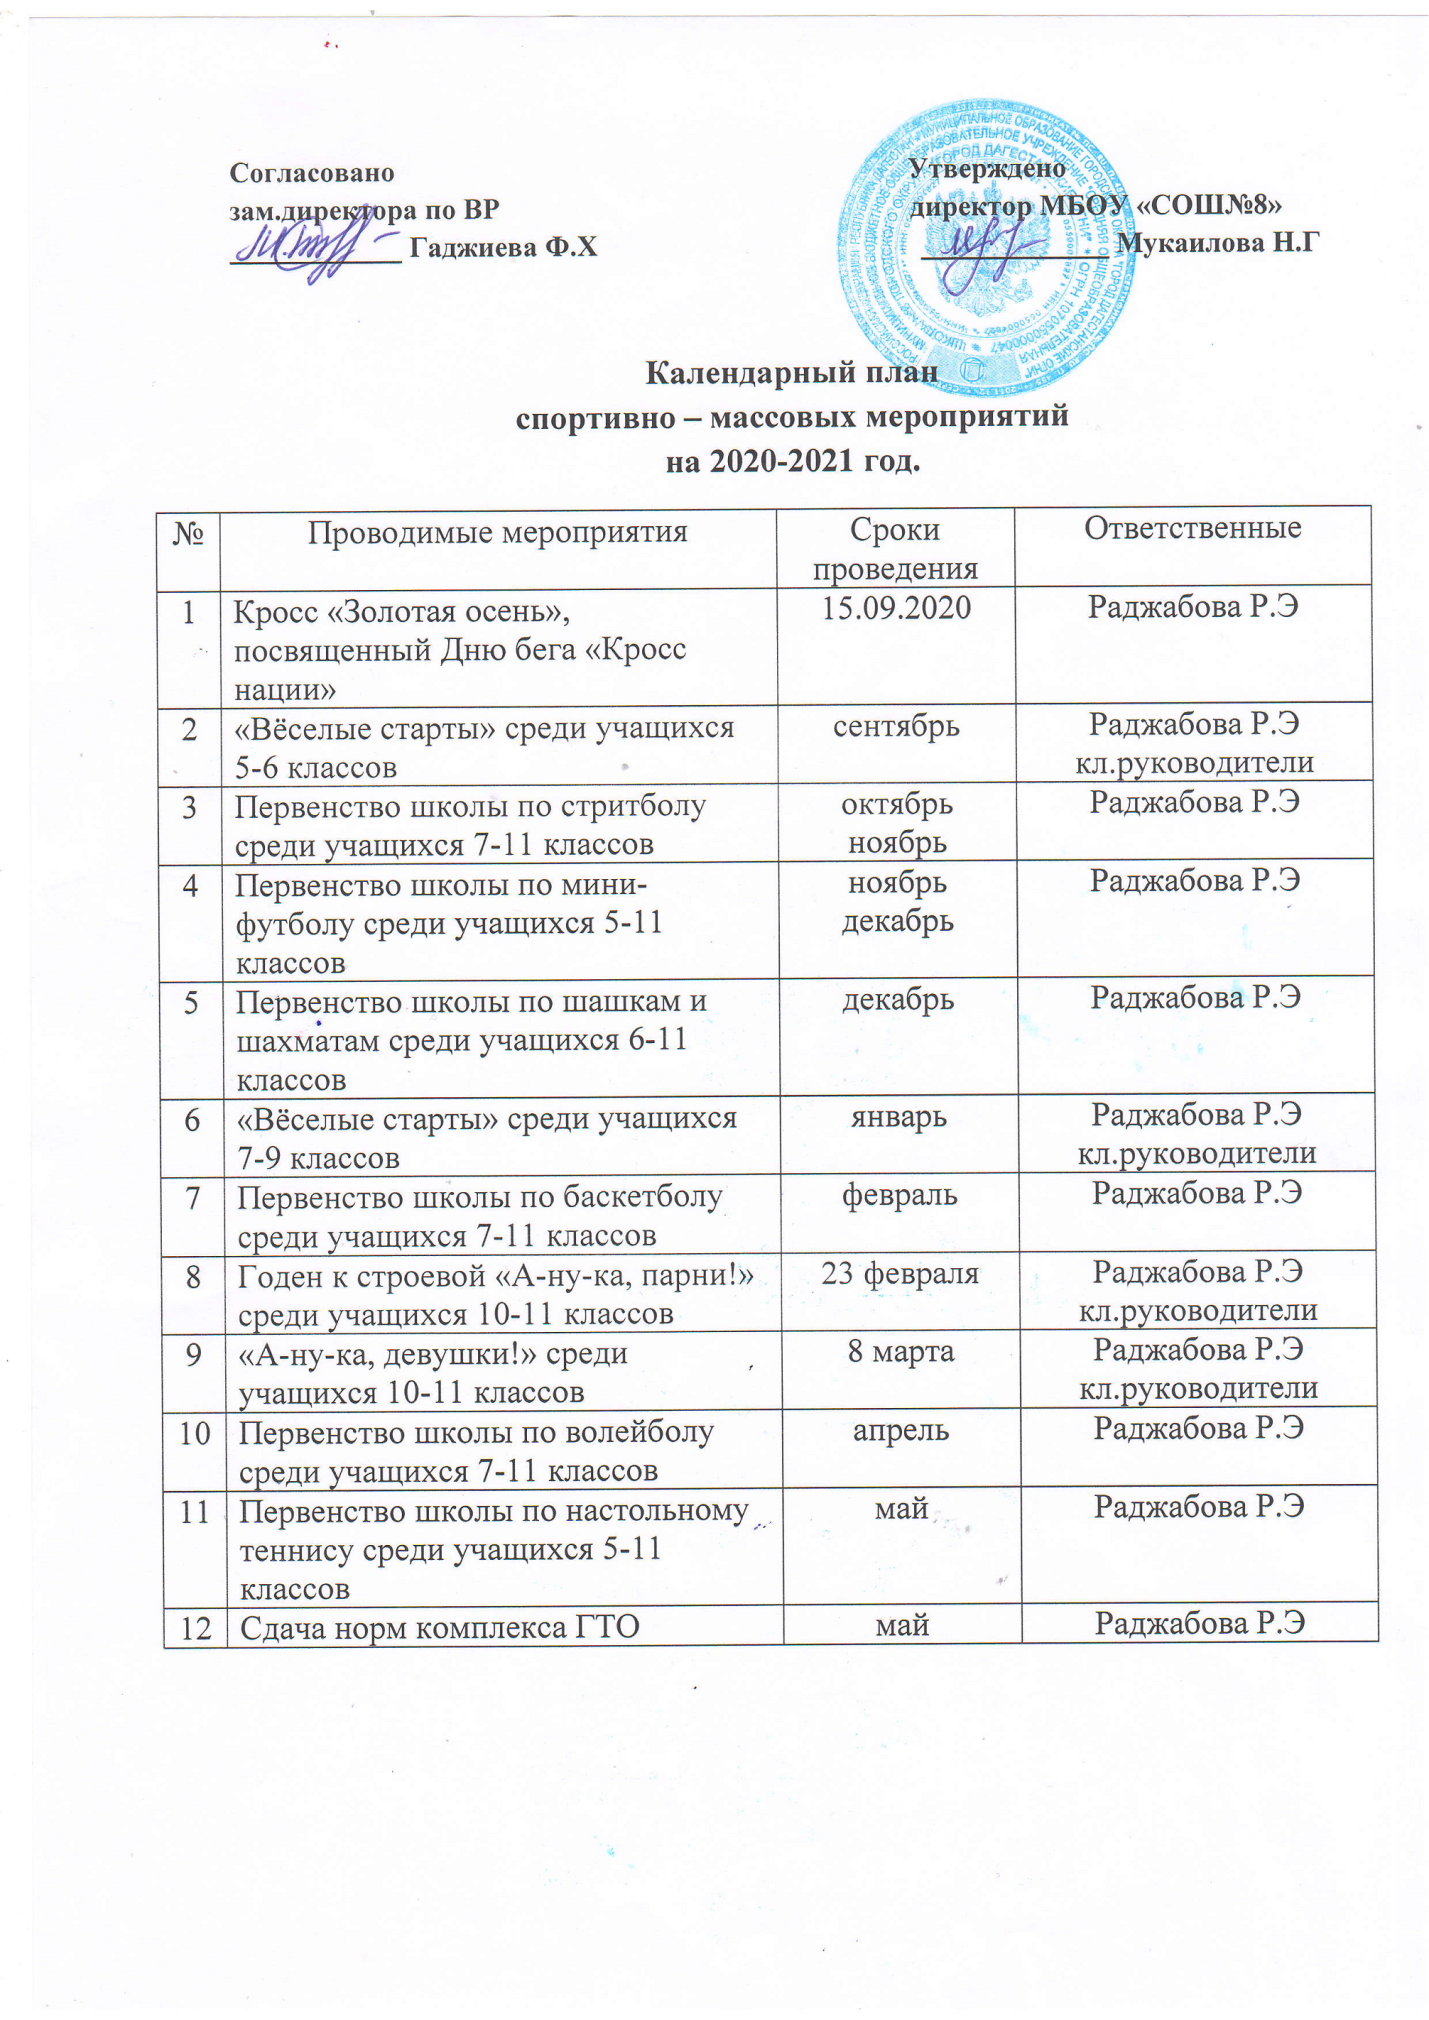 Согласовано
зам.директора по ВР
Гаджиева Ф.Х
Утверждено
директор МБОУ «СОШ№8»
Мукаилова Н.Г
Календарный план
спортивно – массовых мероприятий
на 2020-2021 год.
№ Проводимые мероприятия Сроки проведения Ответственные
1 Кросс «Золотая осень», 15.09.2020 Раджабова Р.Э
посвященный Дню бега «Кросс
нации»
2 «Вёселые старты» среди учащихся сентябрь Раджабова Р.Э
5-6 классов кл.руководители
3 Первенство школы по стритболу октябрь Раджабова Р.Э
среди учащихся 7-11 классов ноябрь
4 Первенство школы по мини- ноябрь Раджабова Р.Э
футболу среди учащихся 5-11 декабрь
классов
5 Первенство школы по шашкам и декабрь Раджабова Р.Э
шахматам среди учащихся 6-11
классов
6 «Вёселые старты» среди учащихся январь Раджабова Р.Э
7-9 классов кл.руководители
7 Первенство школы по баскетболу февраль Раджабова Р.Э
среди учащихся 7-11 классов
8 Годен к строевой «А-ну-ка, парни!» 23 февраля Раджабова Р.Э
среди учащихся 10-11 классов кл.руководители
9 «А-ну-ка, девушки!» среди 8 марта Раджабова Р.Э
учащихся 10-11 классов кл.руководители
10 Первенство школы по волейболу апрель Раджабова Р.Э
среди учащихся 7-11 классов
11 Первенство школы по настольному май Раджабова Р.Э
теннису среди учащихся 5-11
классов
12 Сдача норм комплекса ГТО май Раджабова Р.Э